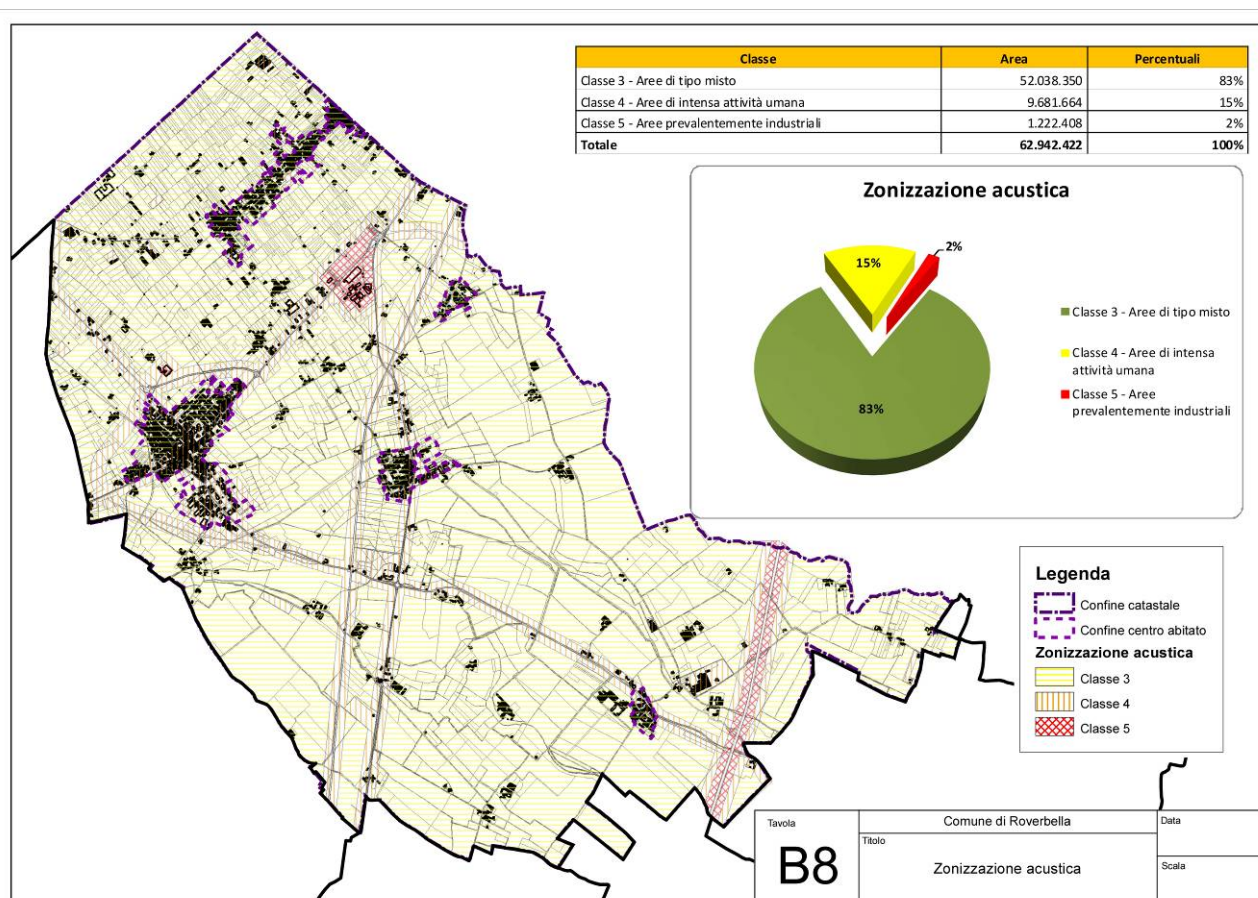 Classe Area Percentuali
Classe 3 - Aree di tipo misto 52.038.350 83%
Classe 4 - Aree di intensa attività umana 9.681.664 15%
Classe 5 - Aree prevalentemente industriali 1.222.408 2%
Totale 62.942.422 100%
Zonizzazione acustica
2%
15%
83%
Classe 3 - Aree di tipo misto
Classe 4 - Aree di intensa
attività umana
Classe 5 - Aree
prevalentemente industriali
Legenda
Confine catastale
Confine centro abitato
Zonizzazione acustica
Classe 3
Classe 4
Classe 5
Tavola
B8
Comune di Roverbella
Titolo
Zonizzazione acustica
Data
Scala